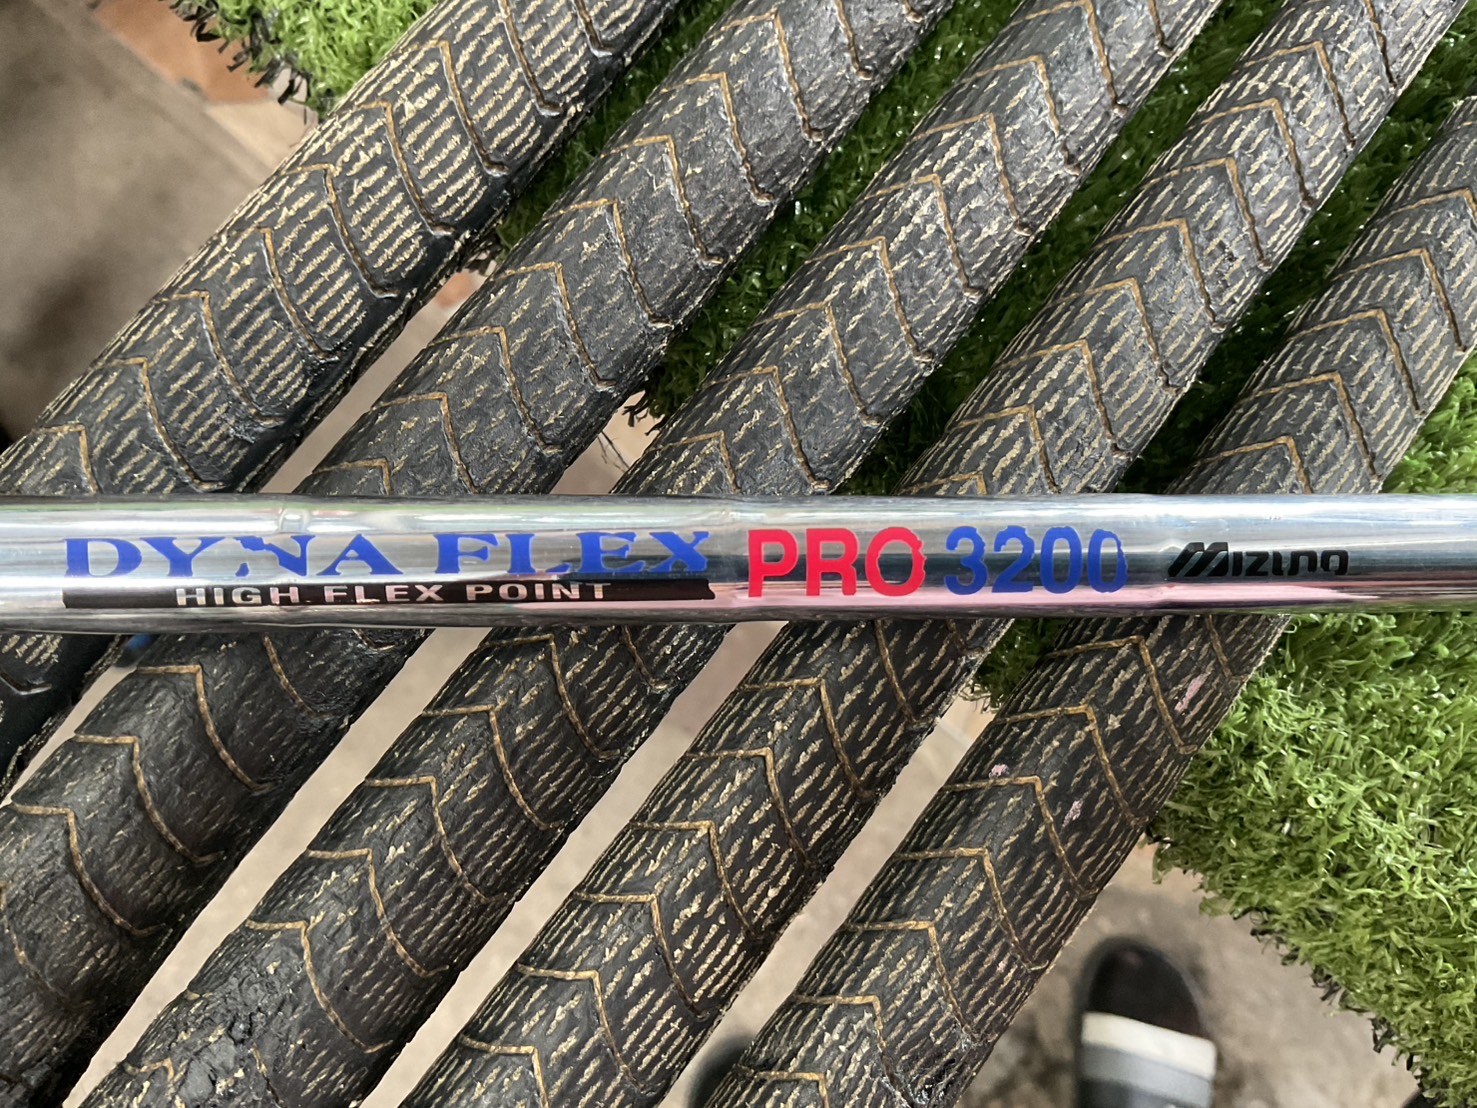 DYNA FLEX PRO 3200 MIZUNO
HIGH FLEX POINT